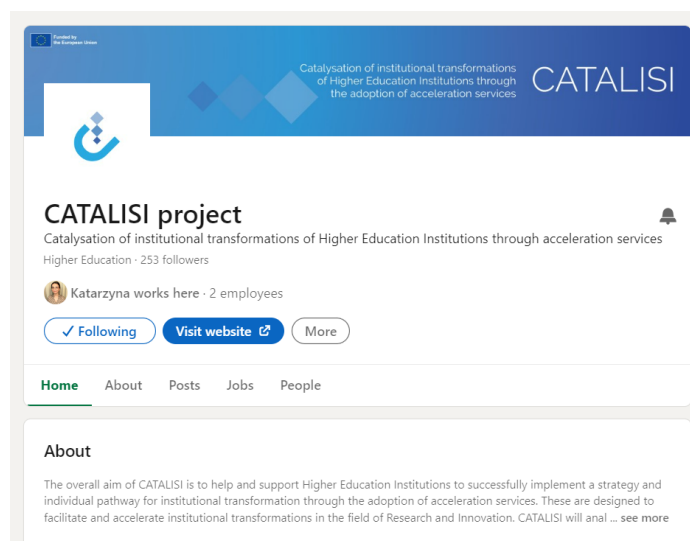 Funded by
the European Union
Catalysation of institutional transformations
of Higher Education Institutions through
the adoption of acceleration services
CATALISI
CATALISI project
Catalysation of institutional transformations of Higher Education Institutions through acceleration services
Higher Education · 253 followers
Katarzyna works here · 2 employees
✓ Following
Visit website
More
Home About Posts Jobs People
About
The overall aim of CATALISI is to help and support Higher Education Institutions to successfully implement a strategy and
individual pathway for institutional transformation through the adoption of acceleration services. These are designed to
facilitate and accelerate institutional transformations in the field of Research and Innovation. CATALISI will anal ... see more